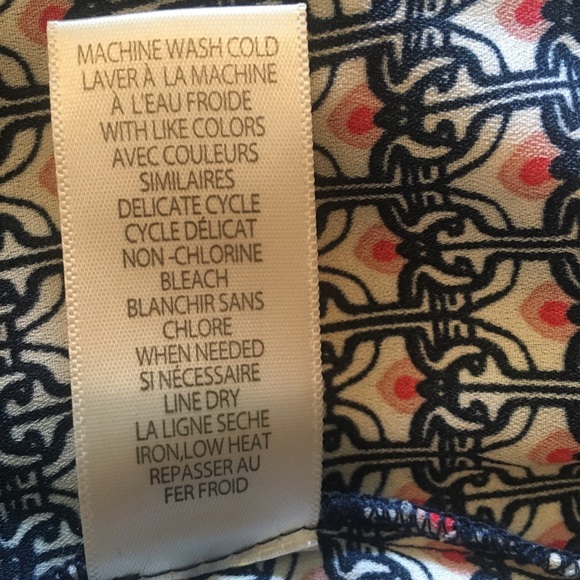 MACHINE WASH COLD
LAVER À LA MACHINE
À L'EAU FROIDE
WITH LIKE COLORS
AVEC COULEURS
SIMILAIRES
DELICATE CYCLE
CYCLE DÉLICAT
NON -CHLORINE
BLEACH
BLANCHIR SANS
CHLORE
WHEN NEEDED
SI NÉCESSAIRE
LINE DRY
LA LIGNE SECHE
IRON,LOW HEAT
REPASSER AU
FER FROID